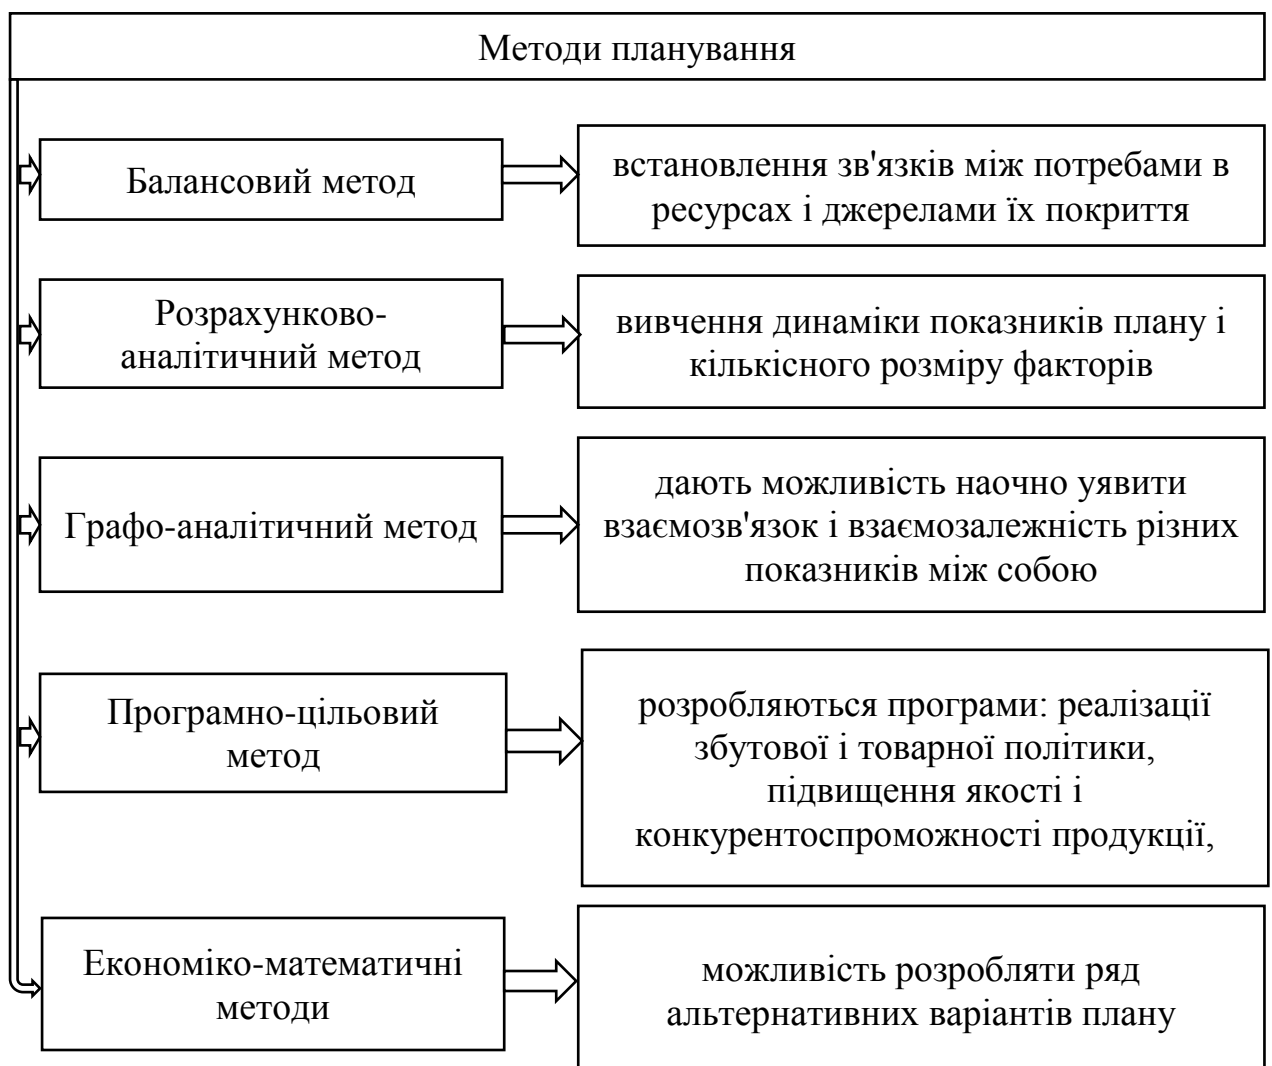 Методи планування
Балансовий метод
встановлення зв'язків між потребами в
ресурсах і джерелами їх покриття
Розрахунково-
аналітичний метод
вивчення динаміки показників плану і
кількісного розміру факторів
Графо-аналітичний метод
дають можливість наочно уявити
взаємозв'язок і взаємозалежність різних
показників між собою
Програмно-цільовий
метод
розробляються програми: реалізації
збутової і товарної політики,
підвищення якості і
конкурентоспроможності продукції,
Економіко-математичні
методи
можливість розробляти ряд
альтернативних варіантів плану